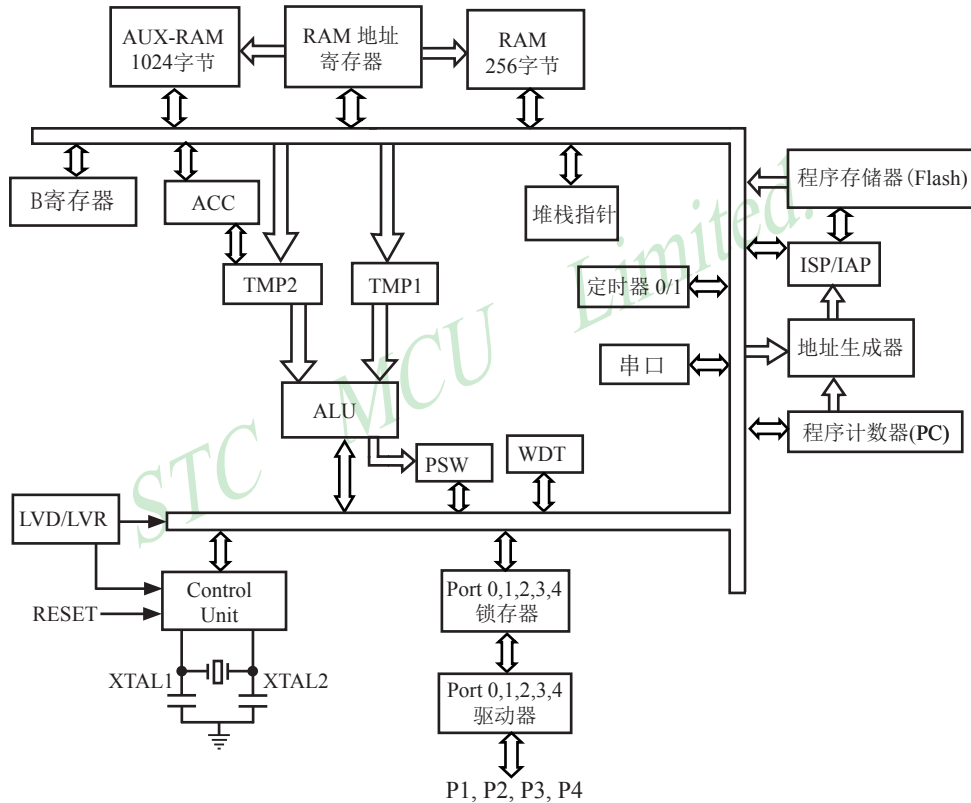 AUX-RAM
1024字节
RAM 地址
寄存器
RAM
256字节
B寄存器
ACC
堆栈指针
程序存储器(Flash)
TMP2
TMP1
定时器 0/1
ISP/IAP
串口
地址生成器
ALU
PSW
WDT
程序计数器(PC)
STC MCU Limited.
LVD/LVR
Control
Unit
RESET
XTAL1
XTAL2
Port 0,1,2,3,4
锁存器
Port 0,1,2,3,4
驱动器
P1, P2, P3, P4